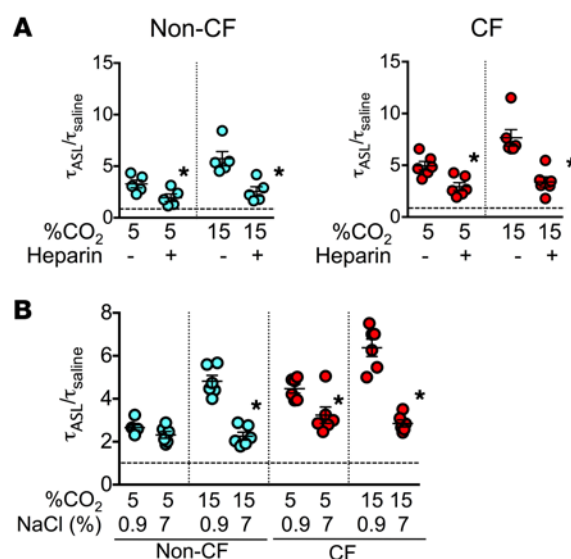 A
Non-CF
CF
τASL/τsaline
15
10
5
0
*
*
%CO2 5 5 15 15
Heparin - + - +
τASL/τsaline
15
10
5
0
*
*
5 5 15 15
- + - +
B
τASL/τsaline
8
6
4
2
0
*
*
*
%CO2 5 5 15 15 5 5 15 15
NaCl (%) 0.9 7 0.9 7 0.9 7 0.9 7
Non-CF CF